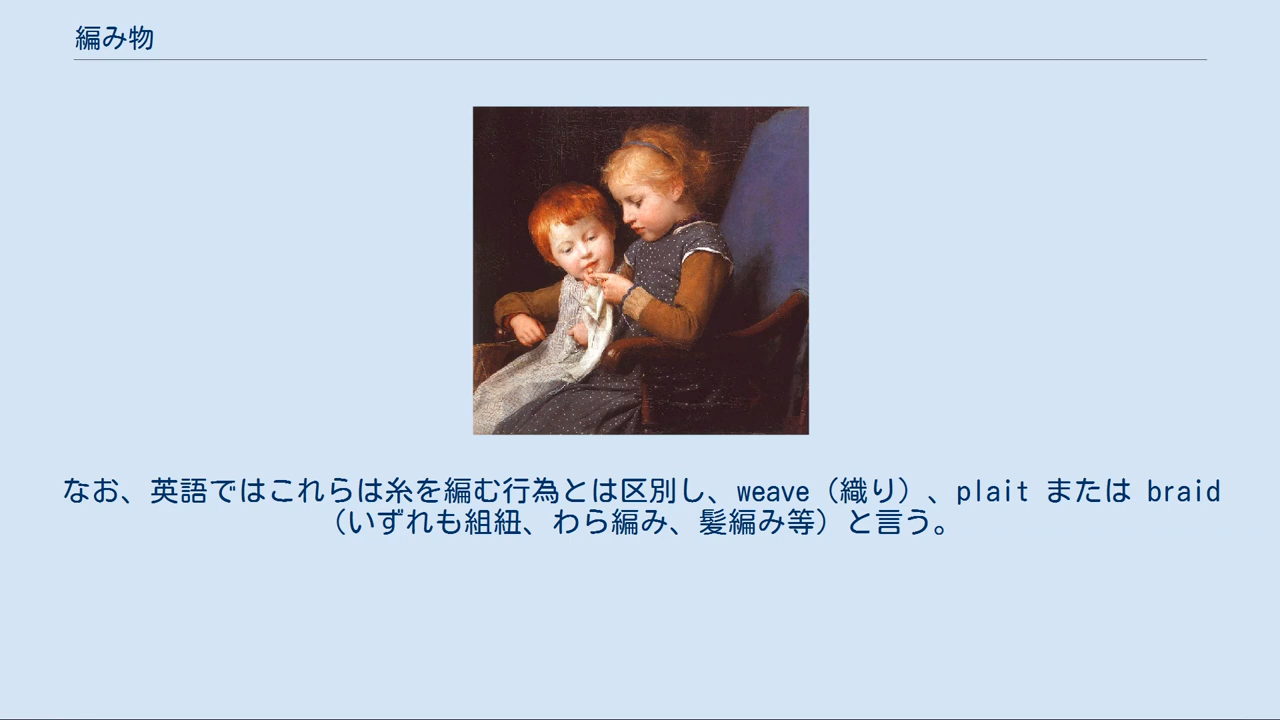 編み物
なお、英語ではこれらは糸を編む行為とは区別し、weave（織り）、plait または braid
（いずれも組紐、わら編み、髪編み等）と言う。